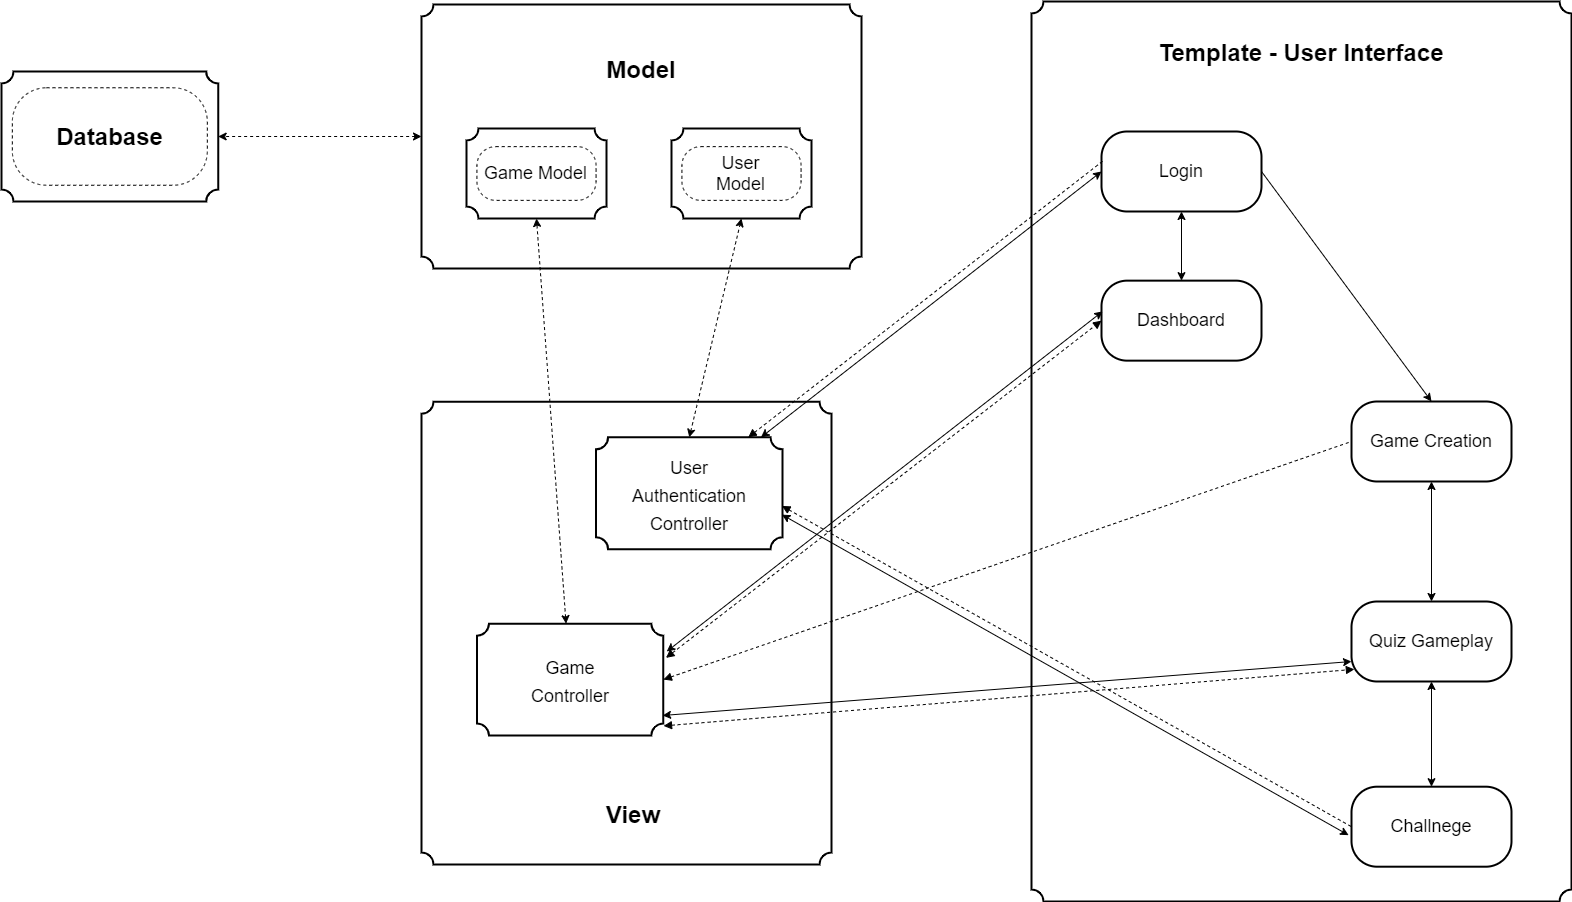 Database
Model
Game Model
User
Model
Template - User Interface
Login
Dashboard
Game Creation
Quiz Gameplay
Challnege
User
Authentication
Controller
Game
Controller
View